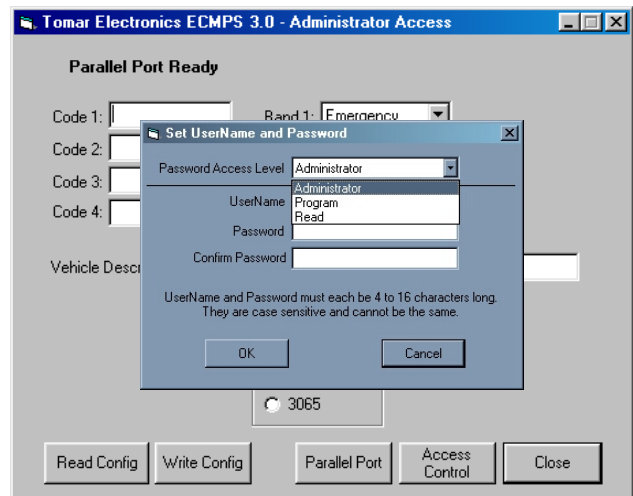 Tomar Electronics ECMPS 3.0 - Administrator Access
Parallel Port Ready
Code 1:
Band 1: Emergency
Set UserName and Password
Code 2:
Password Access Level Administrator
Administrator
Code 3:
UserName Program
Read
Code 4:
Password
Confirm Password
Vehicle Descr
UserName and Password must each be 4 to 16 characters long.
They are case sensitive and cannot be the same.
OK Cancel
3065
Read Config Write Config Parallel Port Access Control Close